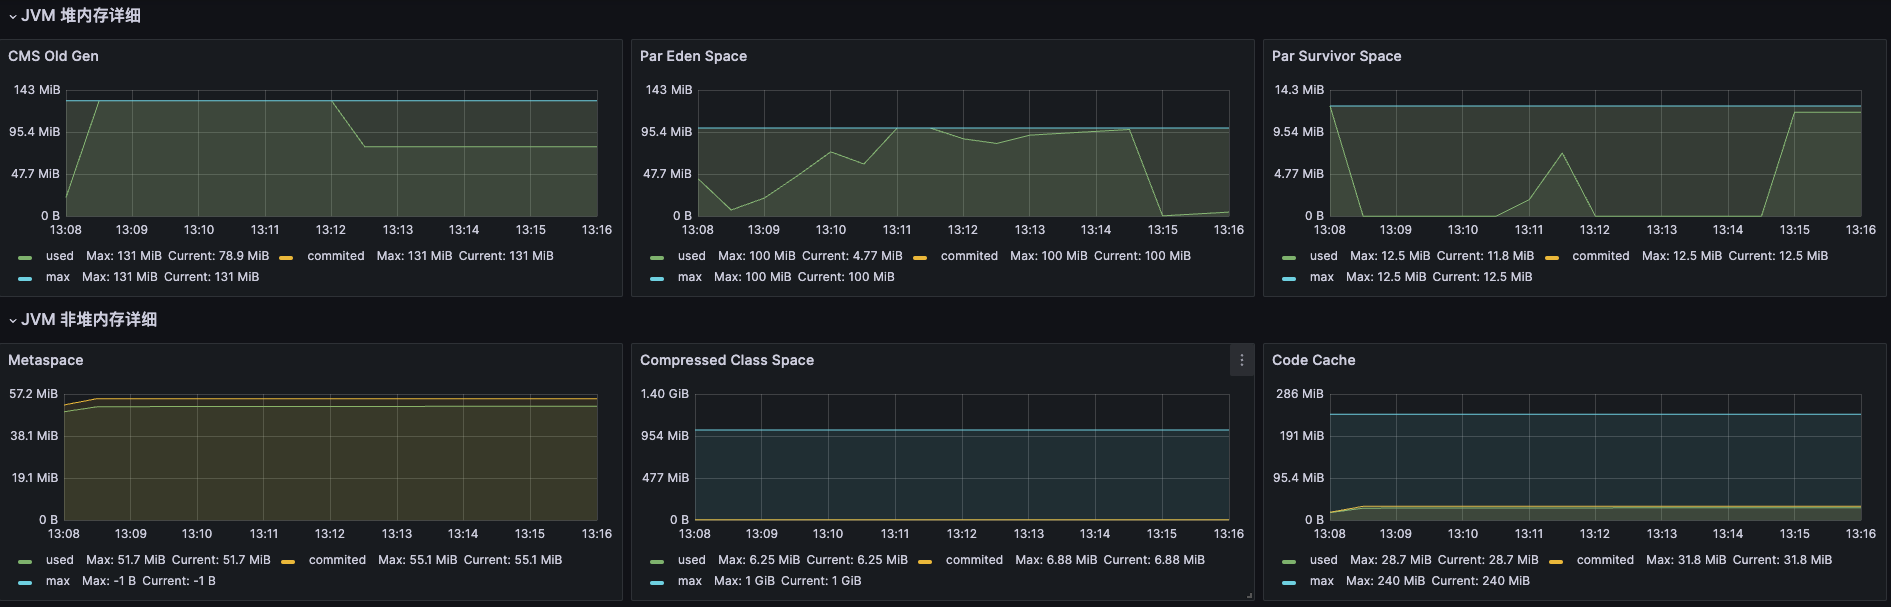 JVM 堆内存详细
CMS Old Gen
143 MiB
95.4 MiB
47.7 MiB
0 B
13:08 13:09 13:10 13:11 13:12 13:13 13:14 13:15 13:16
used Max: 131 MiB Current: 78.9 MiB commited Max: 131 MiB Current: 131 MiB
max Max: 131 MiB Current: 131 MiB
Par Eden Space
143 MiB
95.4 MiB
47.7 MiB
0 B
13:08 13:09 13:10 13:11 13:12 13:13 13:14 13:15 13:16
used Max: 100 MiB Current: 4.77 MiB commited Max: 100 MiB Current: 100 MiB
max Max: 100 MiB Current: 100 MiB
Par Survivor Space
14.3 MiB
9.54 MiB
4.77 MiB
0 B
13:08 13:09 13:10 13:11 13:12 13:13 13:14 13:15 13:16
used Max: 12.5 MiB Current: 11.8 MiB commited Max: 12.5 MiB Current: 12.5 MiB
max Max: 12.5 MiB Current: 12.5 MiB
JVM 非堆内存详细
Metaspace
57.2 MiB
38.1 MiB
19.1 MiB
0 B
13:08 13:09 13:10 13:11 13:12 13:13 13:14 13:15 13:16
used Max: 51.7 MiB Current: 51.7 MiB commited Max: 55.1 MiB Current: 55.1 MiB
max Max: -1 B Current: -1 B
Compressed Class Space
1.40 GiB
954 MiB
477 MiB
0 B
13:08 13:09 13:10 13:11 13:12 13:13 13:14 13:15 13:16
used Max: 6.25 MiB Current: 6.25 MiB commited Max: 6.88 MiB Current: 6.88 MiB
max Max: 1 GiB Current: 1 GiB
Code Cache
286 MiB
191 MiB
95.4 MiB
0 B
13:08 13:09 13:10 13:11 13:12 13:13 13:14 13:15 13:16
used Max: 28.7 MiB Current: 28.7 MiB commited Max: 31.8 MiB Current: 31.8 MiB
max Max: 240 MiB Current: 240 MiB